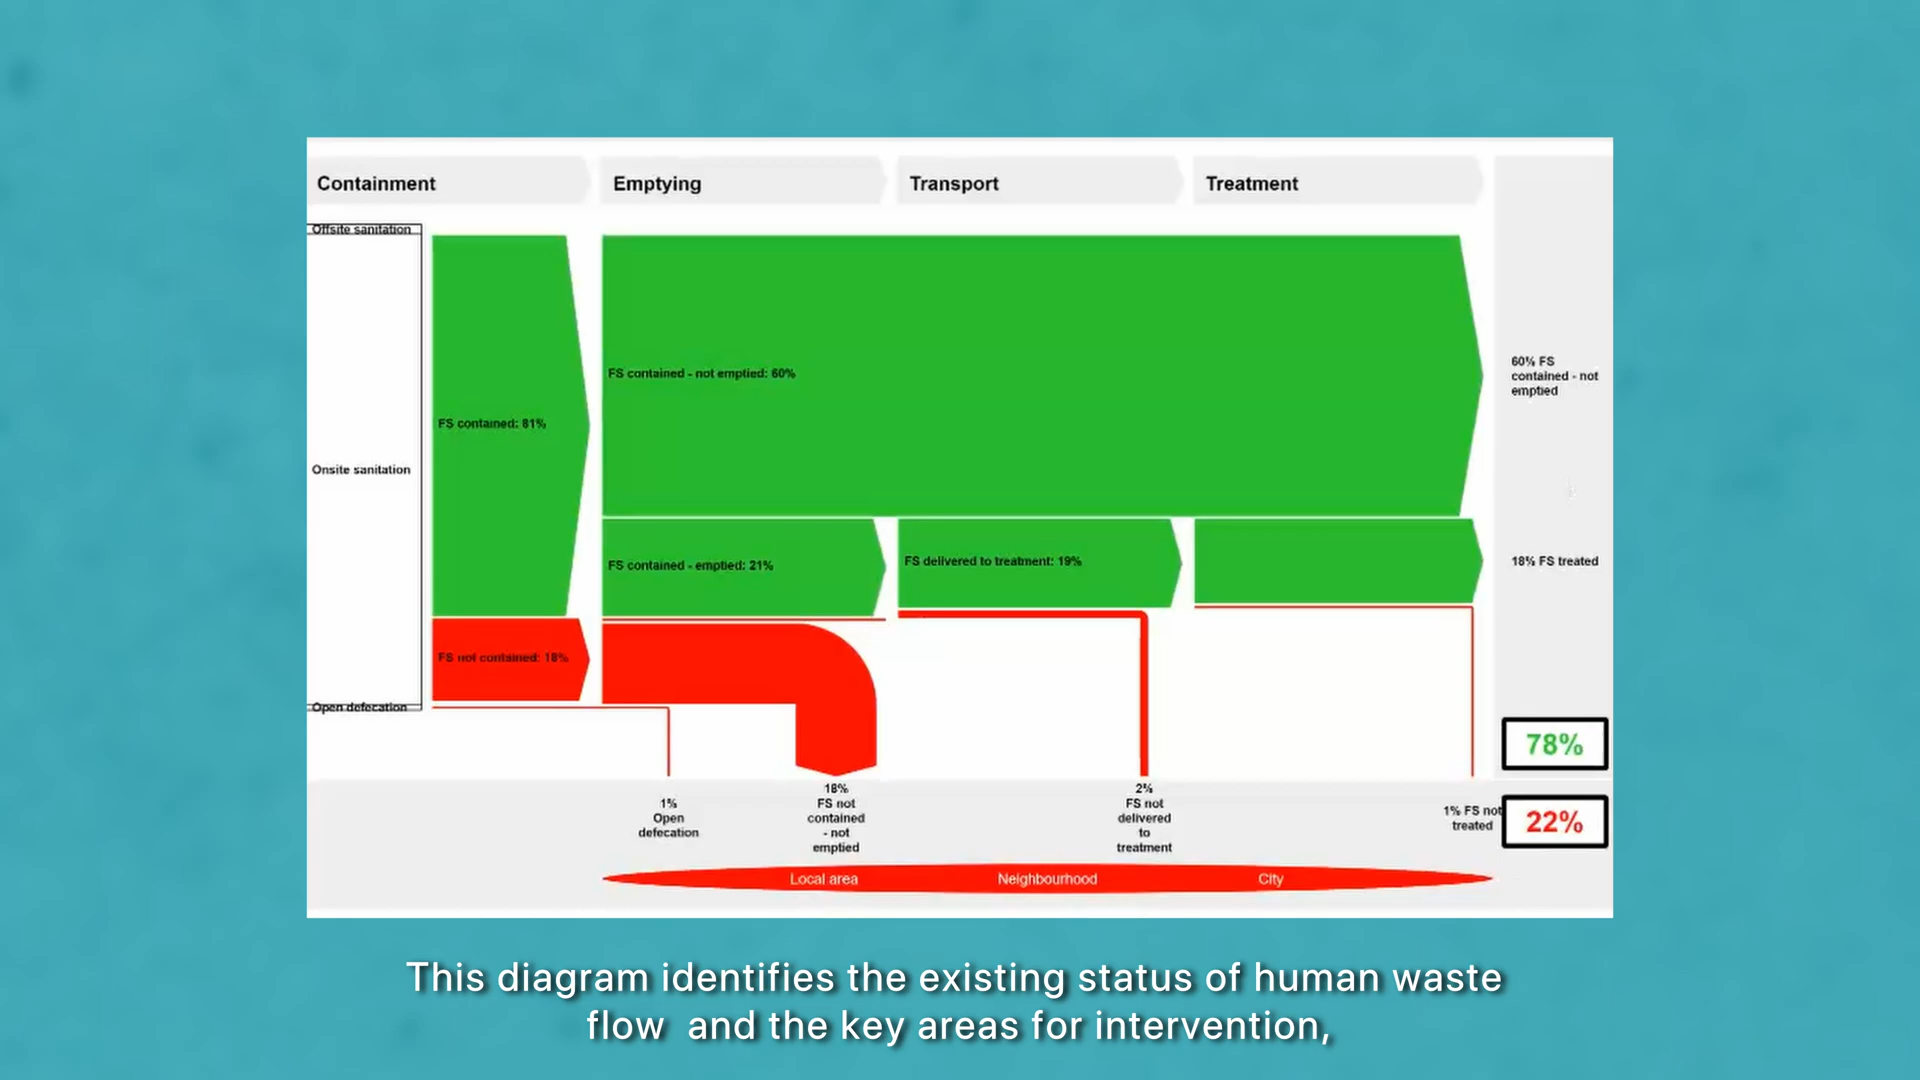 Containment
Emptying
Transport
Treatment
Offsite sanitation
FS contained - not emptied: 60%
60% FS
contained - not
emptied
FS contained: 81%
Onsite sanitation
FS contained - emptied: 21%
FS delivered to treatment: 19%
18% FS treated
FS not contained: 18%
Open defecation
78%
1%
Open
defecation
18%
FS not
contained
- not
emptied
2%
FS not
delivered
to
treatment
1% FS not
treated
22%
Local area
Neighbourhood
City
This diagram identifies the existing status of human waste
flow and the key areas for intervention,